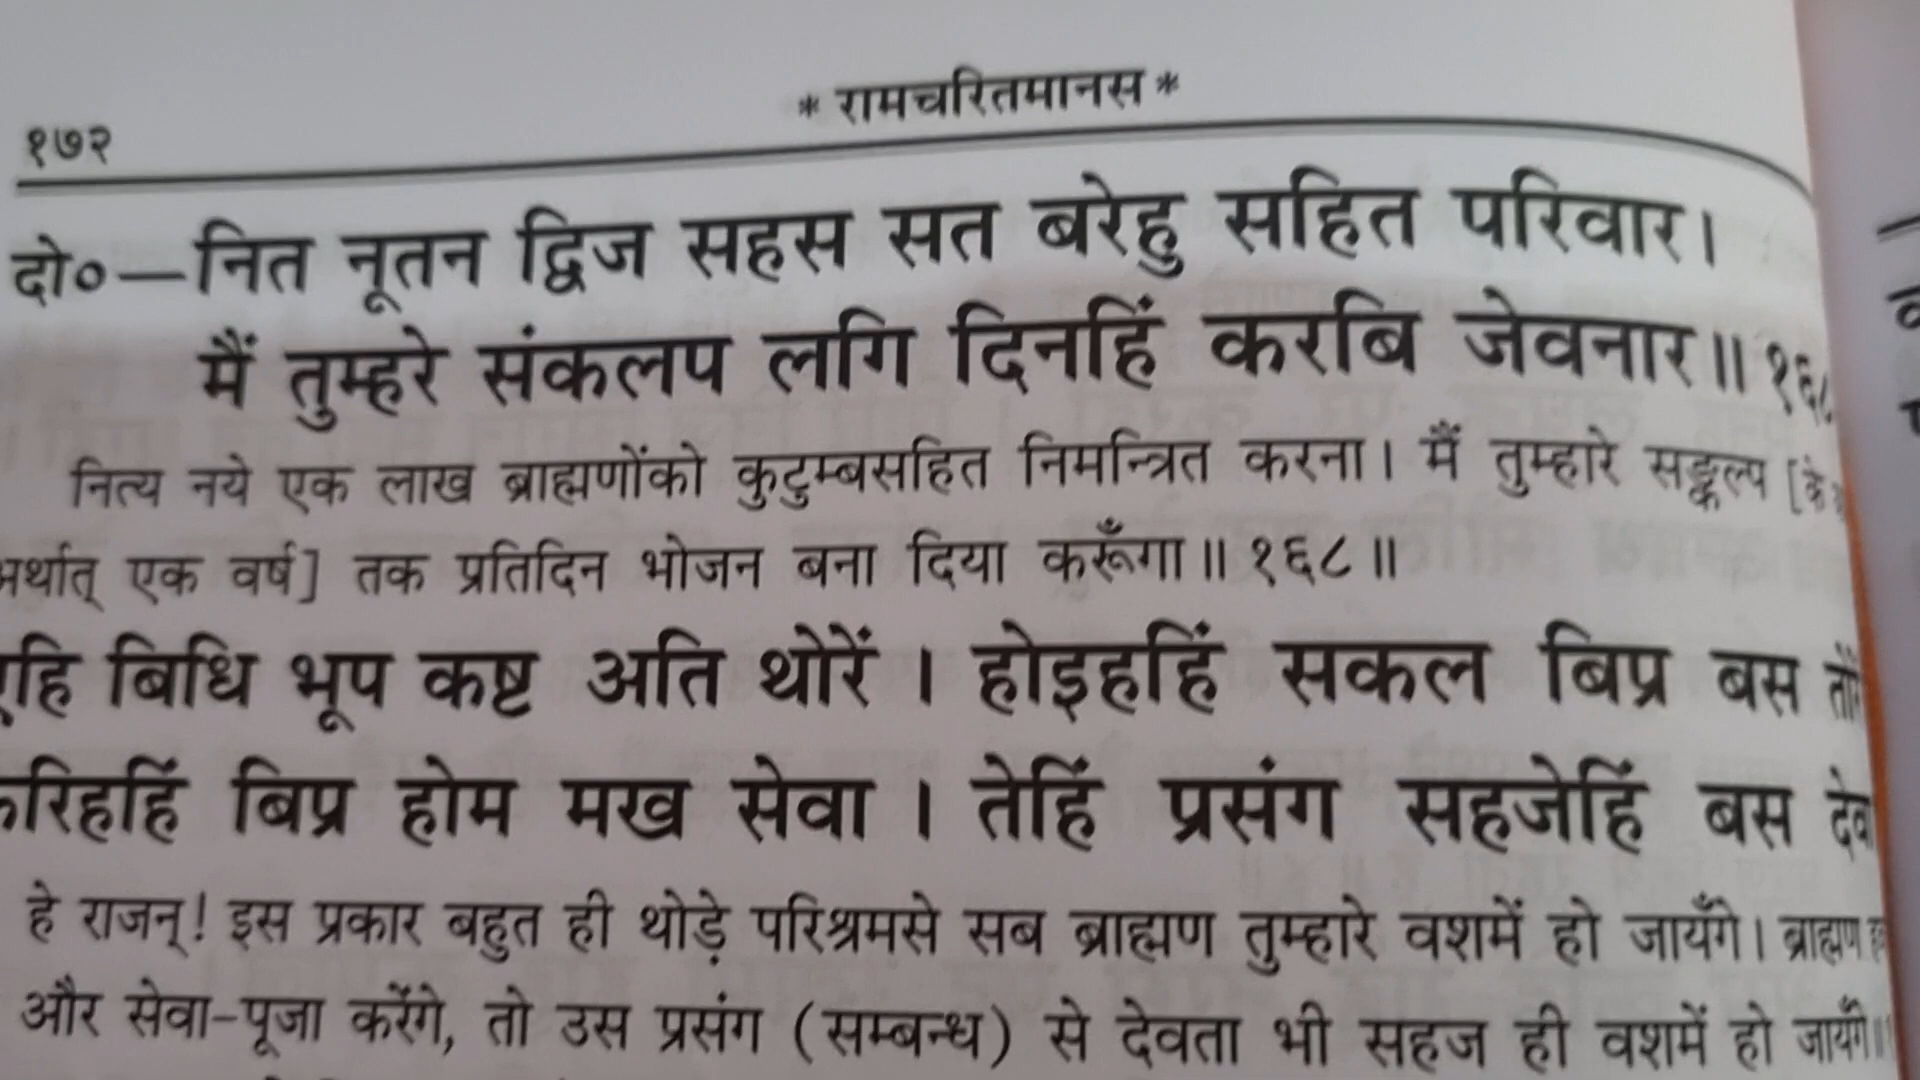 * रामचरितमानस *
१७२
दो०—नित नूतन द्विज सहस सत बरेहु सहित परिवार।
मैं तुम्हरे संकलप लगि दिनहिं करबि जेवनार॥
नित्य नये एक लाख ब्राह्मणोंको कुटुम्बसहित निमन्त्रित करना। मैं तुम्हारे सङ्कल्प [के
अर्थात् एक वर्ष] तक प्रतिदिन भोजन बना दिया करूँगा॥ १६८॥
एहि बिधि भूप कष्ट अति थोरें। होइहहिं सकल बिप्र बस
करिहहिं बिप्र होम मख सेवा। तेहिं प्रसंग सहजेहिं बस
हे राजन्! इस प्रकार बहुत ही थोड़े परिश्रमसे सब ब्राह्मण तुम्हारे वशमें हो जायँगे। ब्राह्मण
और सेवा-पूजा करेंगे, तो उस प्रसंग (सम्बन्ध) से देवता भी सहज ही वशमें हो जायँगे॥